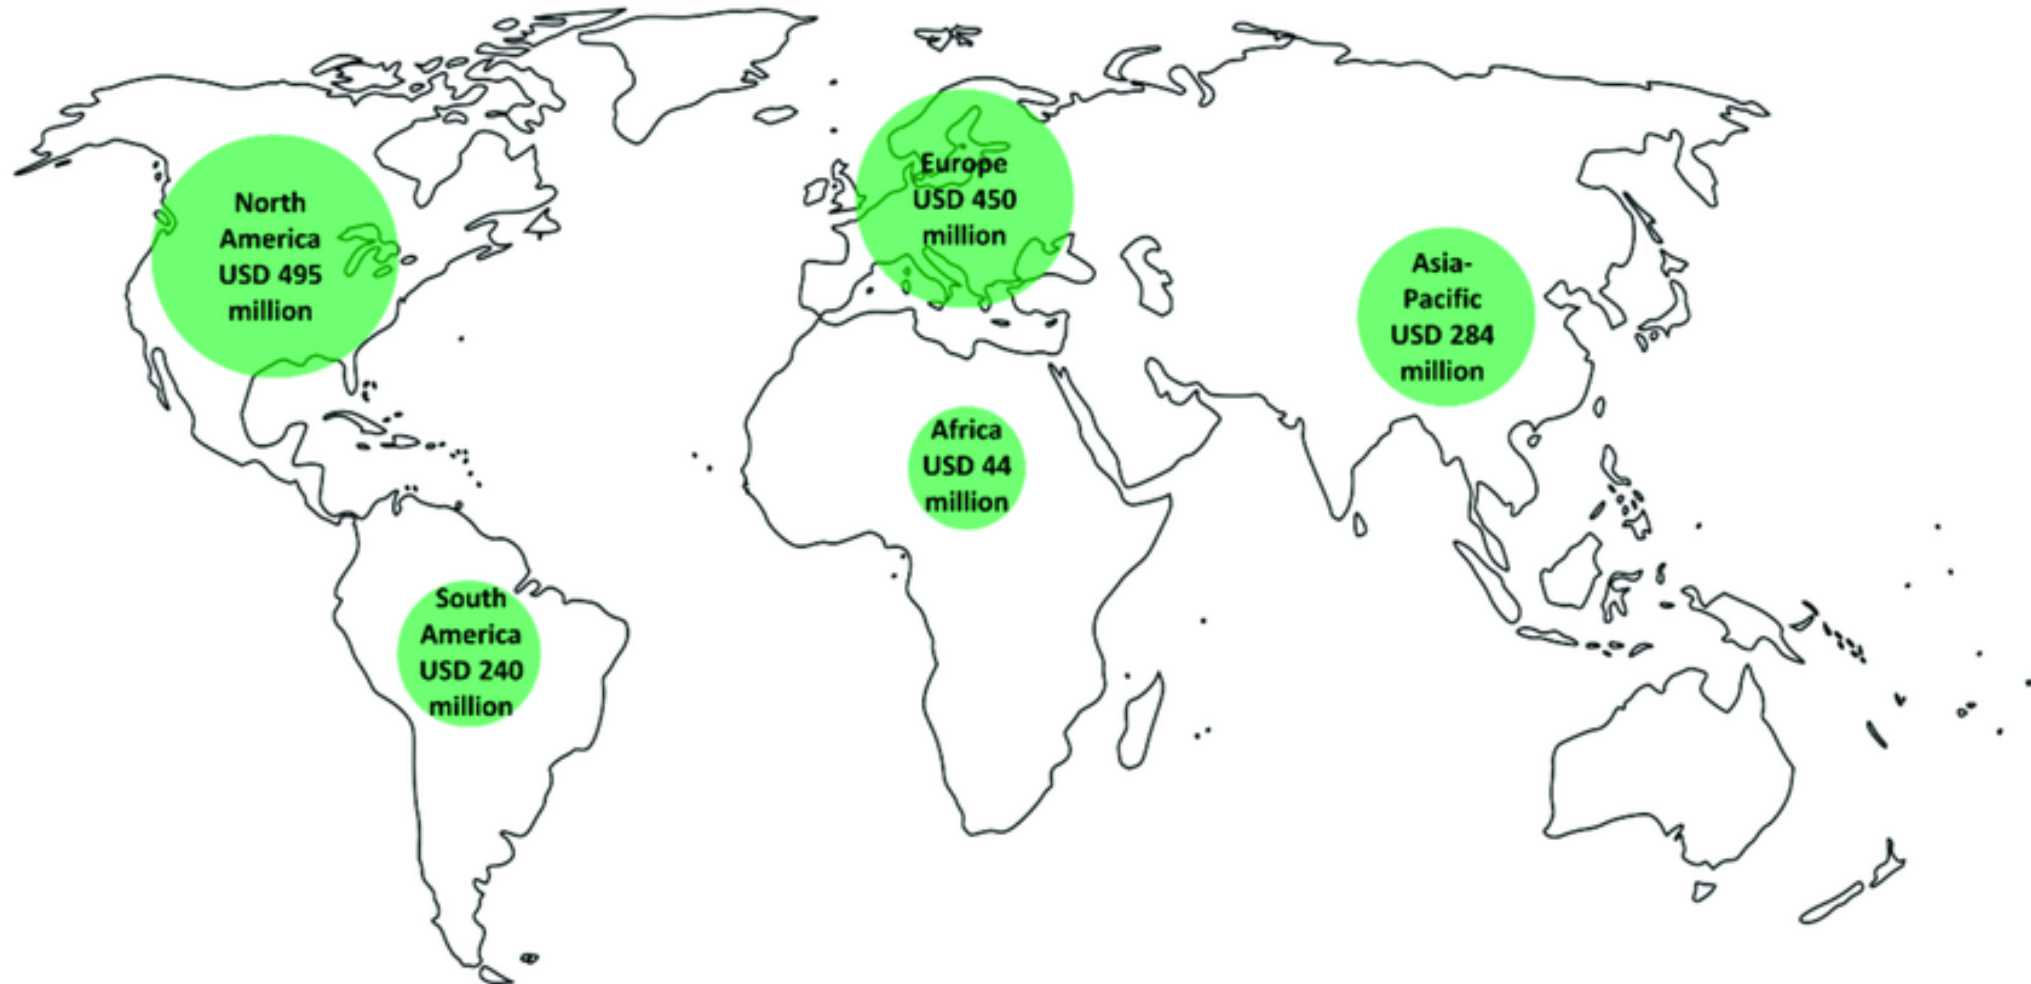 North
America
USD 495
million
Europe
USD 450
million
Asia-
Pacific
USD 284
million
Africa
USD 44
million
South
America
USD 240
million